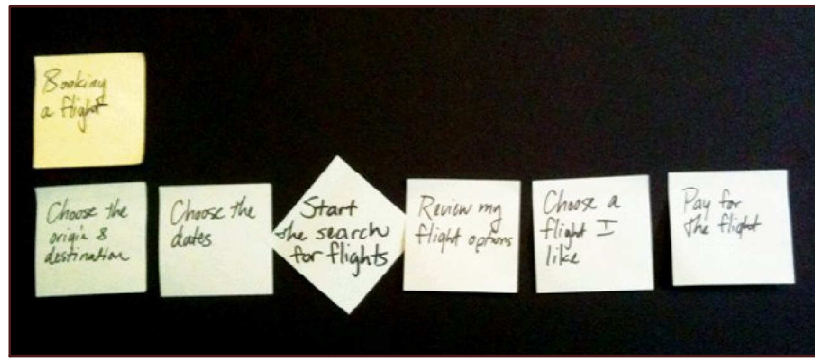 Booking
a flight
Choose the
origin &
destination
Choose the
dates
Start
the search
for flights
Review my
flight options
Choose a
flight I
like
Pay for
the flight